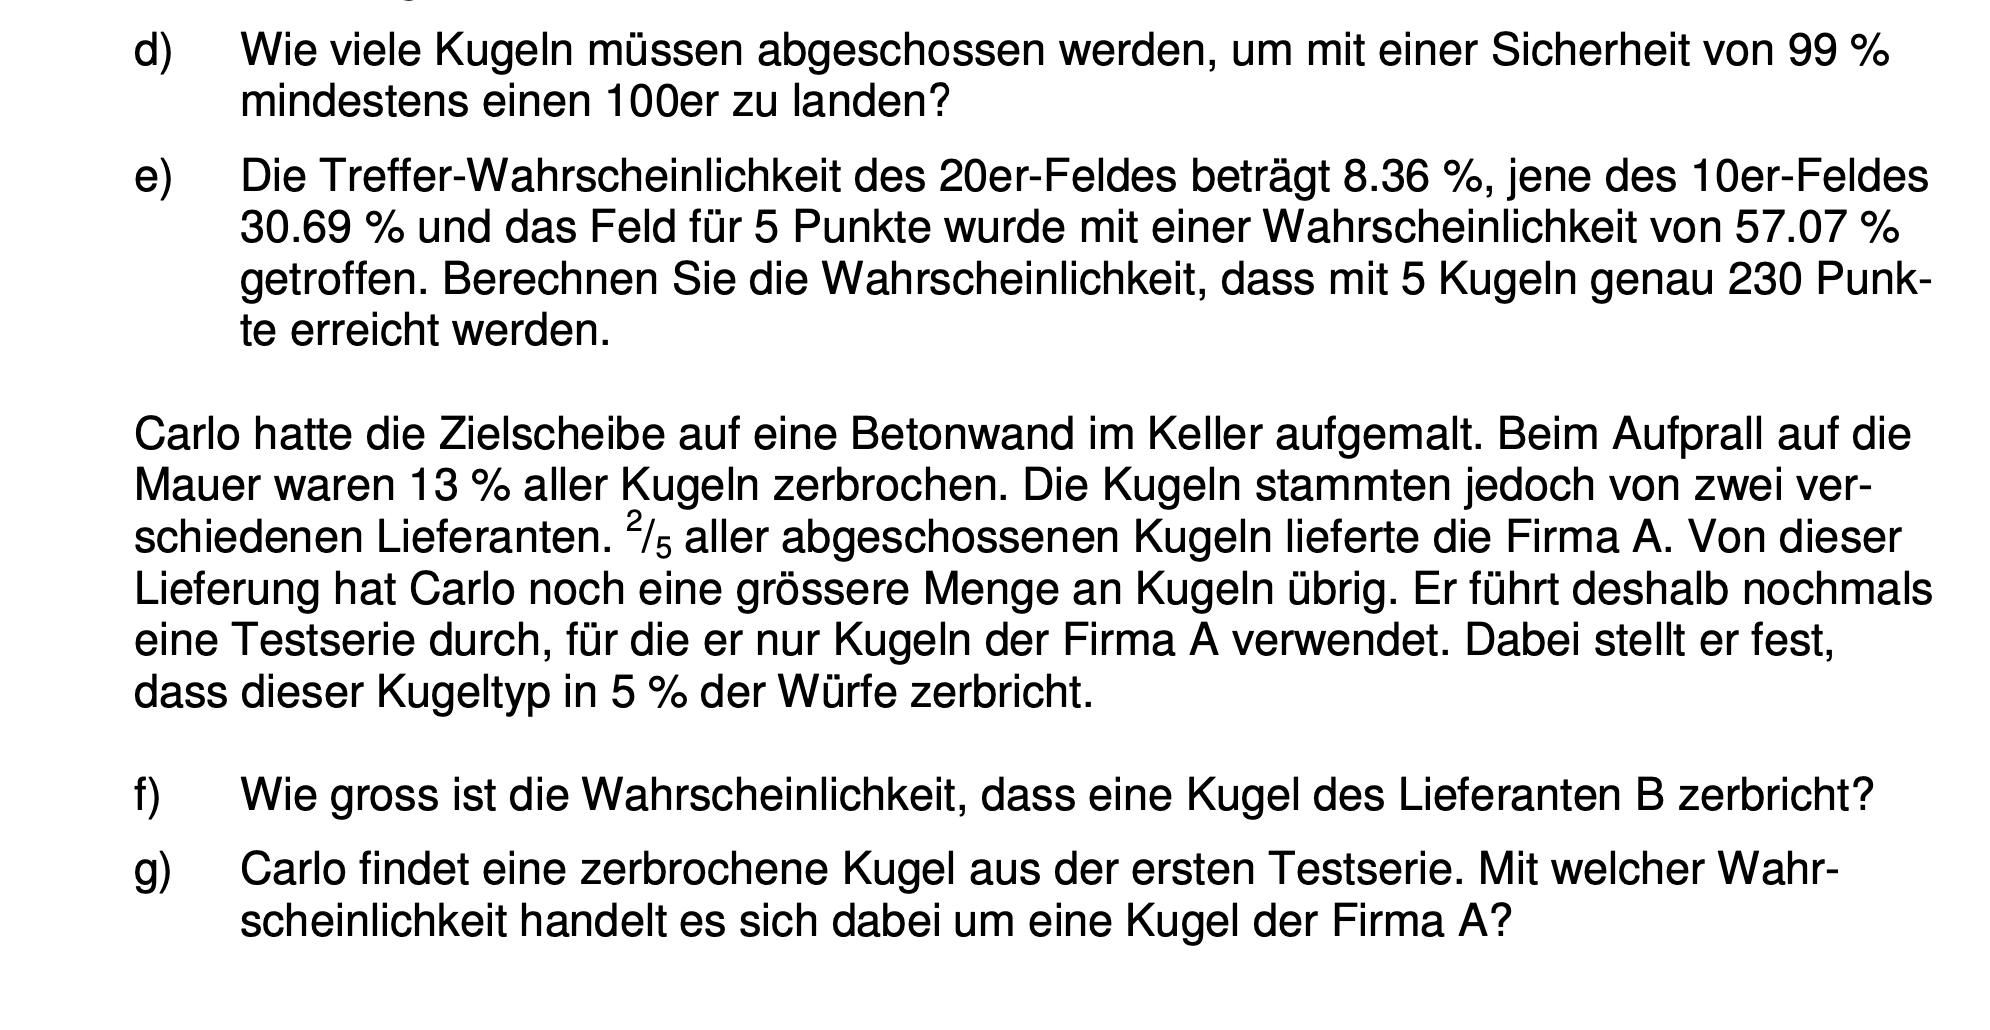 d) Wie viele Kugeln müssen abgeschossen werden, um mit einer Sicherheit von 99 %
mindestens einen 100er zu landen?
e) Die Treffer-Wahrscheinlichkeit des 20er-Feldes beträgt 8.36 %, jene des 10er-Feldes
30.69 % und das Feld für 5 Punkte wurde mit einer Wahrscheinlichkeit von 57.07 %
getroffen. Berechnen Sie die Wahrscheinlichkeit, dass mit 5 Kugeln genau 230 Punk-
te erreicht werden.
Carlo hatte die Zielscheibe auf eine Betonwand im Keller aufgemalt. Beim Aufprall auf die
Mauer waren 13 % aller Kugeln zerbrochen. Die Kugeln stammten jedoch von zwei ver-
schiedenen Lieferanten. ²/₅ aller abgeschossenen Kugeln lieferte die Firma A. Von dieser
Lieferung hat Carlo noch eine grössere Menge an Kugeln übrig. Er führt deshalb nochmals
eine Testserie durch, für die er nur Kugeln der Firma A verwendet. Dabei stellt er fest,
dass dieser Kugeltyp in 5 % der Würfe zerbricht.
f) Wie gross ist die Wahrscheinlichkeit, dass eine Kugel des Lieferanten B zerbricht?
g) Carlo findet eine zerbrochene Kugel aus der ersten Testserie. Mit welcher Wahr-
scheinlichkeit handelt es sich dabei um eine Kugel der Firma A?